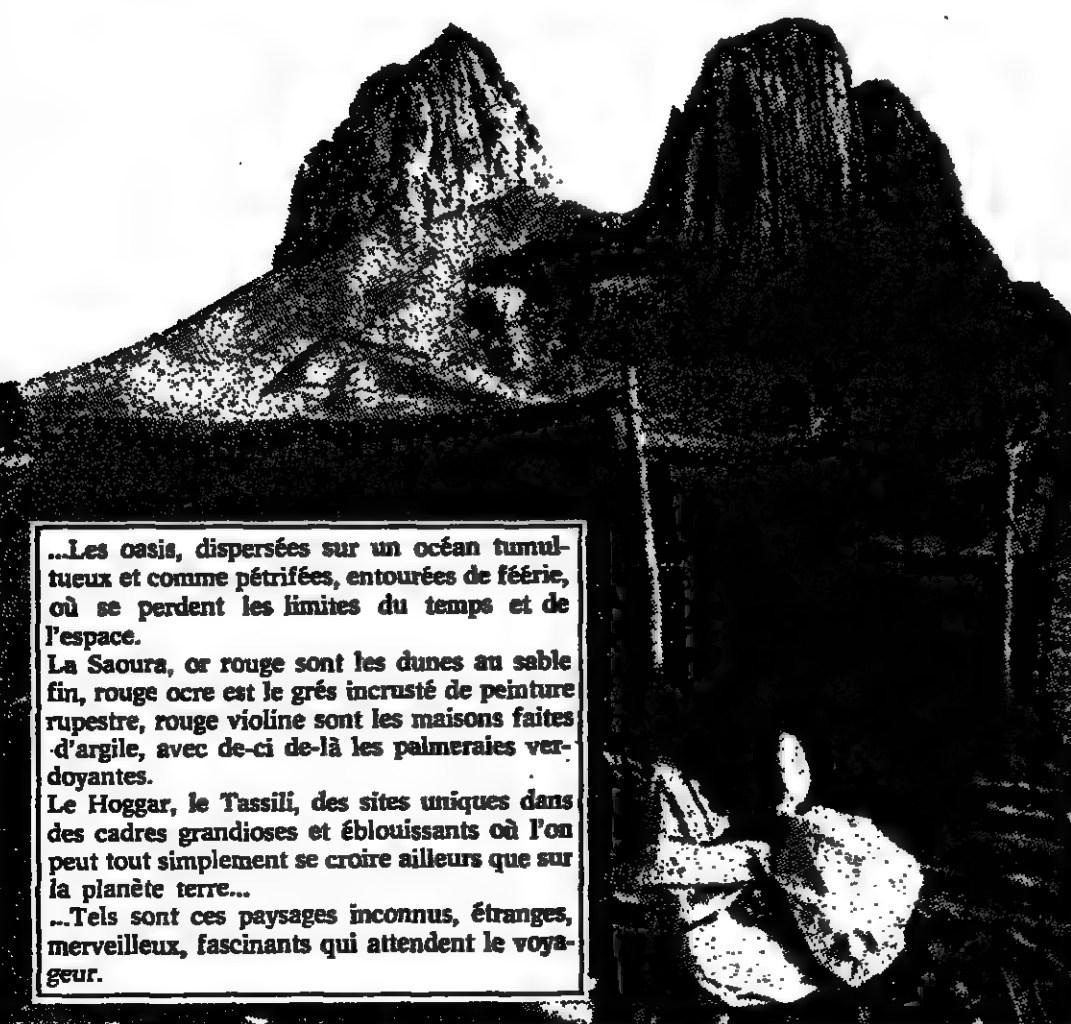 ...Les oasis, dispersées sur un océan tumul-
tueux et comme pétrifées, entourées de féérie,
où se perdent les limites du temps et de
l'espace.
La Saoura, or rouge sont les dunes au sable
fin, rouge ocre est le grés incrusté de peinture
rupestre, rouge violine sont les maisons faites
d'argile, avec de-ci de-là les palmeraies ver-
doyantes.
Le Hoggar, le Tassili, des sites uniques dans
des cadres grandioses et éblouissants où l'on
peut tout simplement se croire ailleurs que sur
la planète terre...
...Tels sont ces paysages inconnus, étranges,
merveilleux, fascinants qui attendent le voya-
geur.